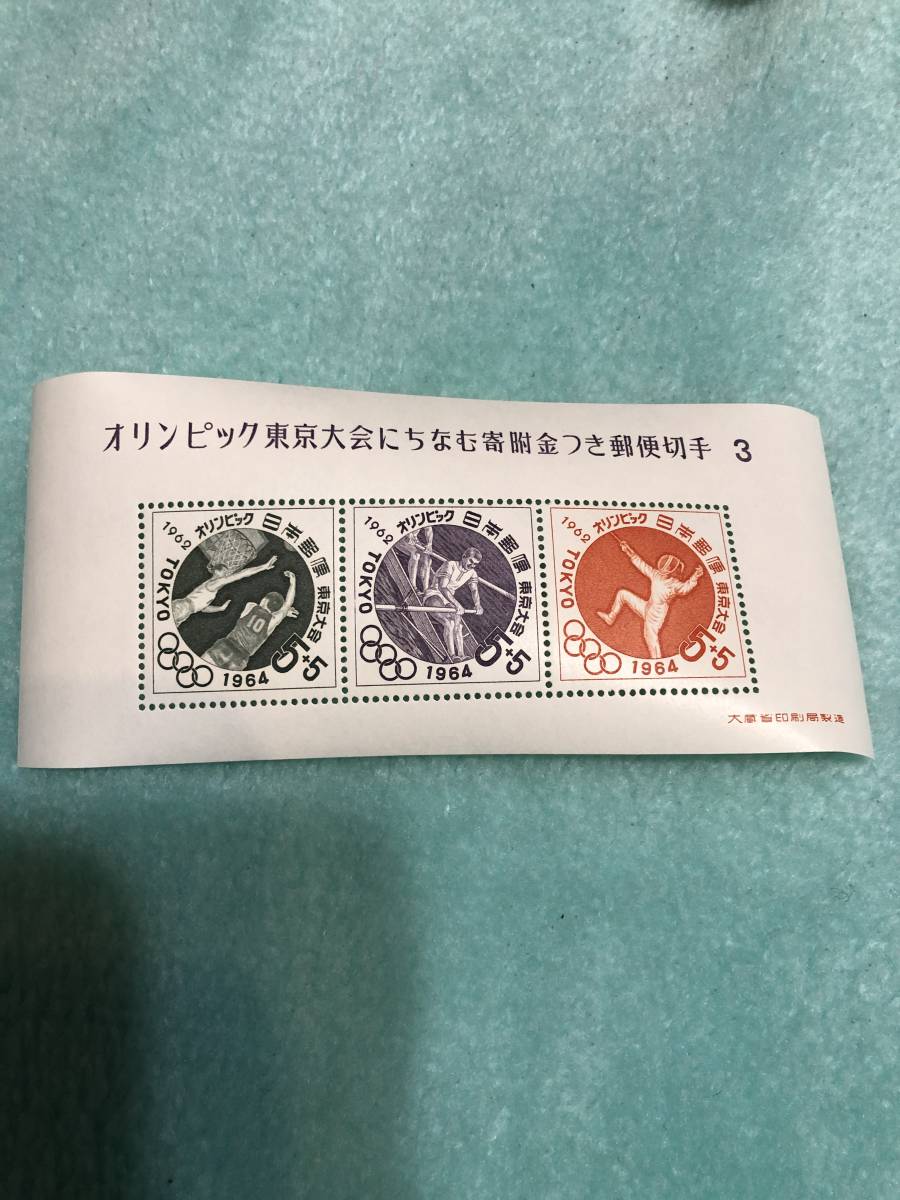 オリンピック東京大会にちなむ寄附金つき郵便切手 3
1962 オリンピック 日本郵便
TOKYO
東京大会
10
1964
5+5
1962 オリンピック 日本郵便
TOKYO
東京大会
1964
5+5
1962 オリンピック 日本郵便
TOKYO
東京大会
1964
5+5
大蔵省印刷局製造